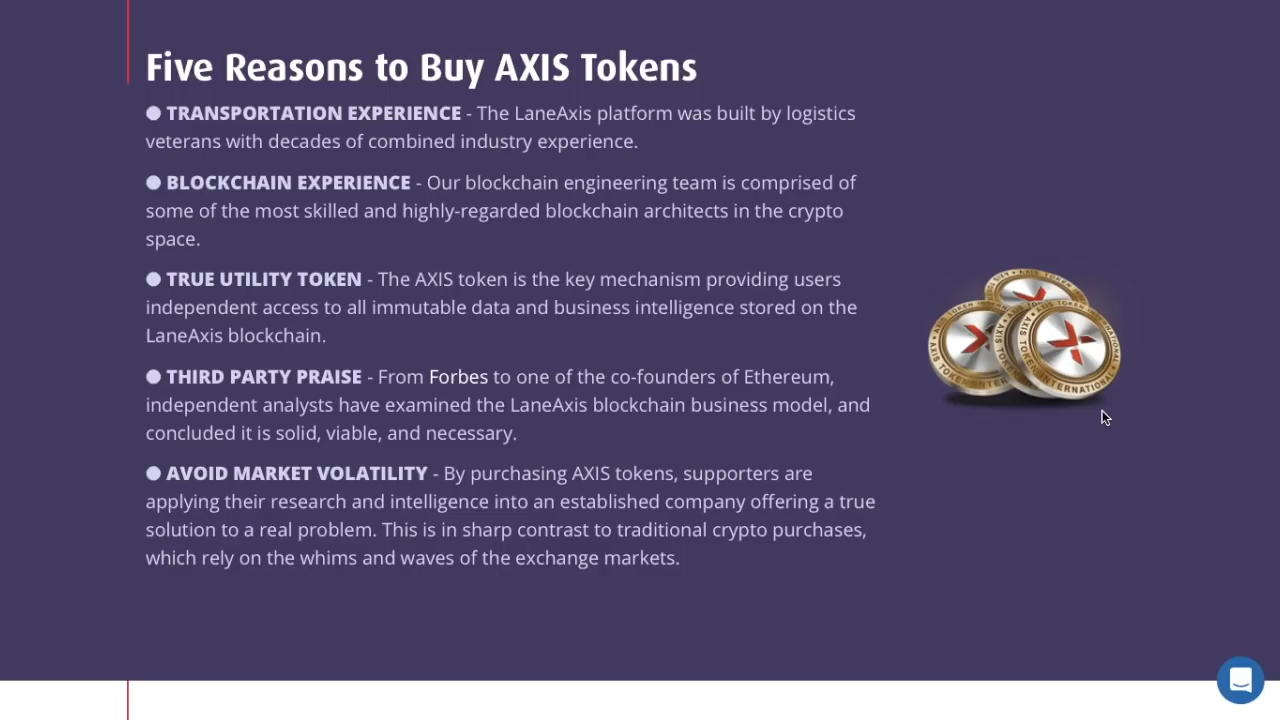 Five Reasons to Buy AXIS Tokens
● TRANSPORTATION EXPERIENCE - The LaneAxis platform was built by logistics
veterans with decades of combined industry experience.
● BLOCKCHAIN EXPERIENCE - Our blockchain engineering team is comprised of
some of the most skilled and highly-regarded blockchain architects in the crypto
space.
● TRUE UTILITY TOKEN - The AXIS token is the key mechanism providing users
independent access to all immutable data and business intelligence stored on the
LaneAxis blockchain.
● THIRD PARTY PRAISE - From Forbes to one of the co-founders of Ethereum,
independent analysts have examined the LaneAxis blockchain business model, and
concluded it is solid, viable, and necessary.
● AVOID MARKET VOLATILITY - By purchasing AXIS tokens, supporters are
applying their research and intelligence into an established company offering a true
solution to a real problem. This is in sharp contrast to traditional crypto purchases,
which rely on the whims and waves of the exchange markets.
AXIS TOKEN INTERNATIONAL